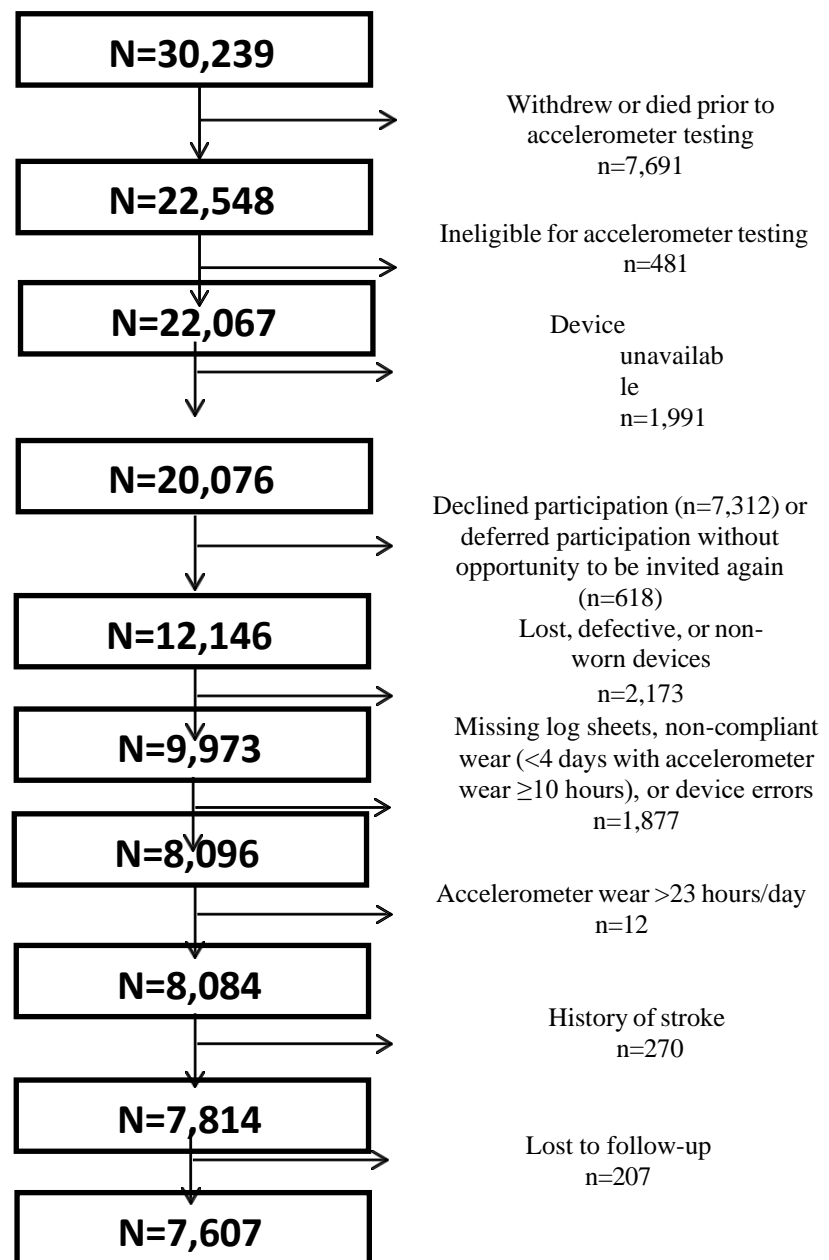 N=30,239
Withdrew or died prior to
accelerometer testing
n=7,691
N=22,548
Ineligible for accelerometer testing
n=481
N=22,067
Device
unavailab
le
n=1,991
N=20,076
Declined participation (n=7,312) or
deferred participation without
opportunity to be invited again
(n=618)
N=12,146
Lost, defective, or non-
worn devices
n=2,173
N=9,973
Missing log sheets, non-compliant
wear (<4 days with accelerometer
wear ≥10 hours), or device errors
n=1,877
N=8,096
Accelerometer wear >23 hours/day
n=12
N=8,084
History of stroke
n=270
N=7,814
Lost to follow-up
n=207
N=7,607